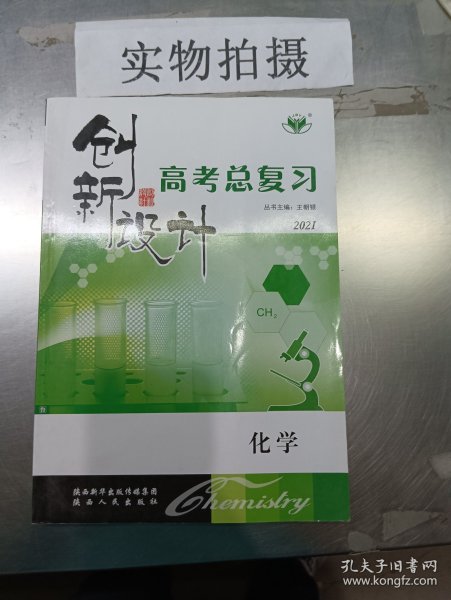 实物拍摄
创新设计
高考总复习
丛书主编：王朝银
2021
CH₂
化学
陕西新华出版传媒集团
陕西人民出版社
Chemistry
孔夫子旧书网
www.kongfz.com